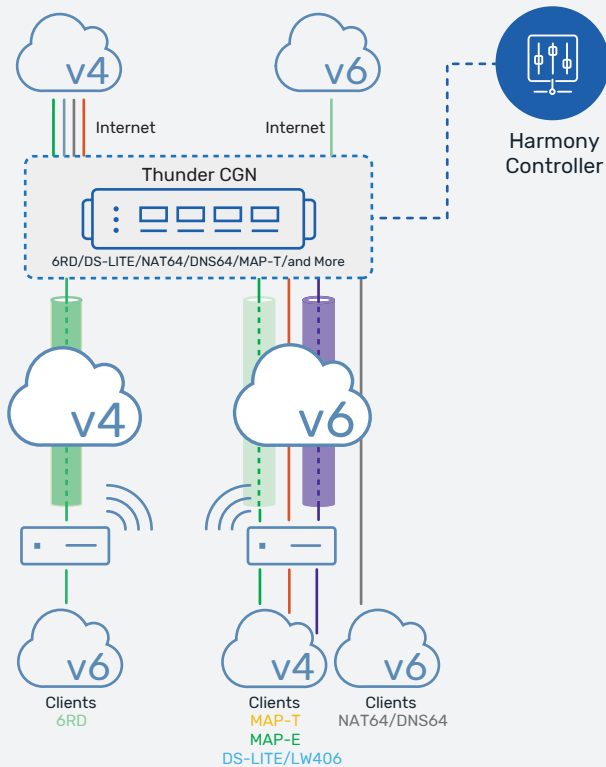 v4
v6
Internet
Internet
Harmony
Controller
Thunder CGN
6RD/DS-LITE/NAT64/DNS64/MAP-T/and More
v4
v6
v6
v4
v6
Clients
6RD
Clients
MAP-T
MAP-E
DS-LITE/LW406
Clients
NAT64/DNS64